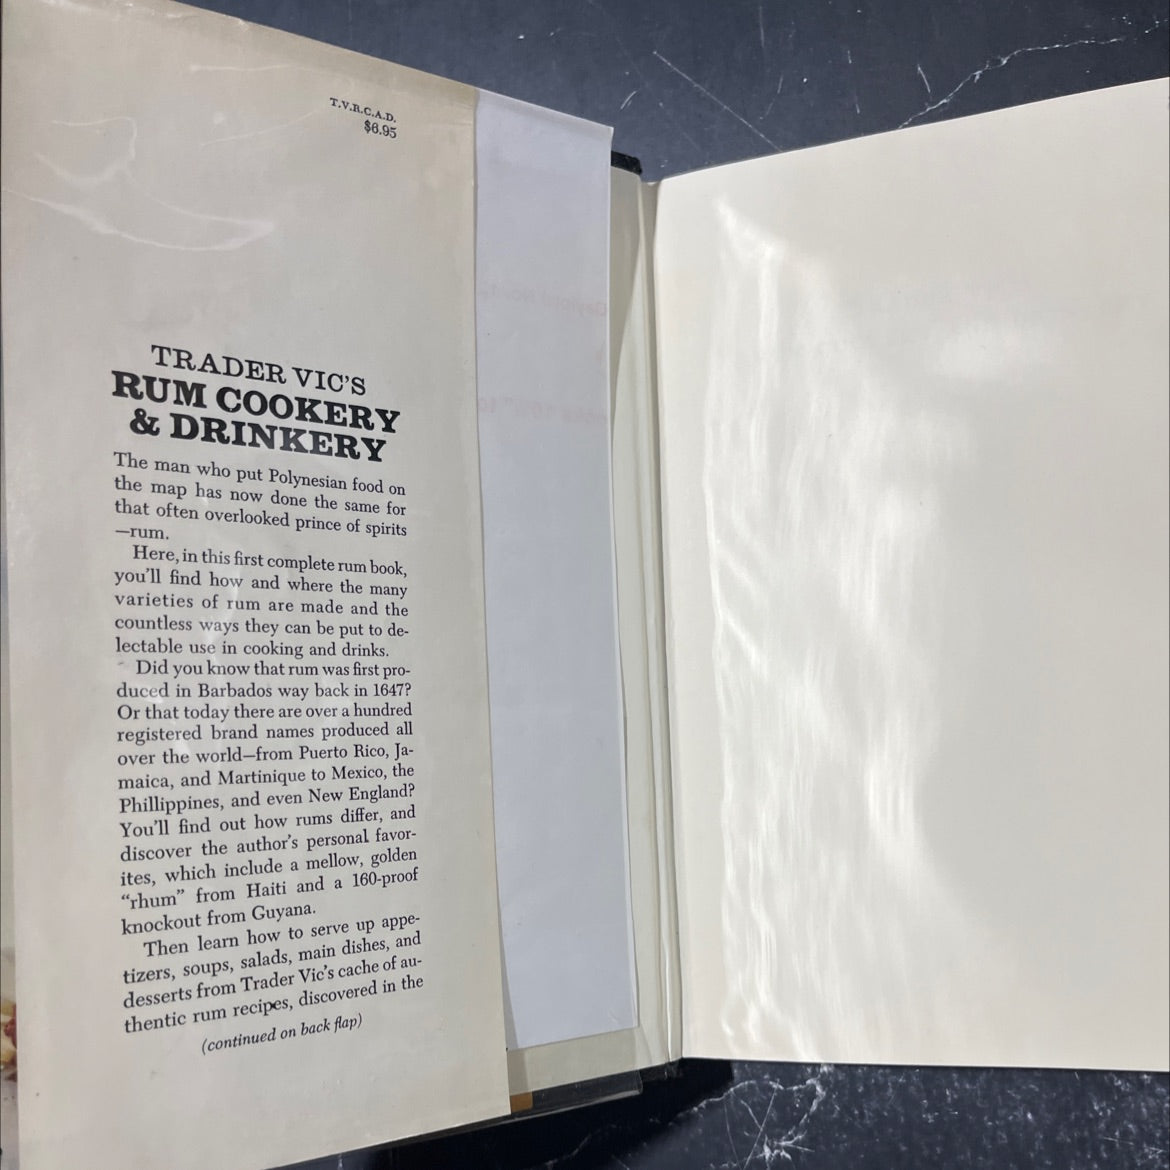 T.V.R.C.A.D.
$6.95
TRADER VIC'S
RUM COOKERY
& DRINKERY
The man who put Polynesian food on
the map has now done the same for
that often overlooked prince of spirits
—rum.
Here, in this first complete rum book,
you'll find how and where the many
varieties of rum are made and the
countless ways they can be put to de-
lectable use in cooking and drinks.
Did you know that rum was first pro-
duced in Barbados way back in 1647?
Or that today there are over a hundred
registered brand names produced all
over the world—from Puerto Rico, Ja-
maica, and Martinique to Mexico, the
Phillippines, and even New England?
You'll find out how rums differ, and
discover the author's personal favor-
ites, which include a mellow, golden
“rhum” from Haiti and a 160-proof
knockout from Guyana.
Then learn how to serve up appe-
tizers, soups, salads, main dishes, and
desserts from Trader Vic's cache of au-
thentic rum recipes, discovered in the
(continued on back flap)